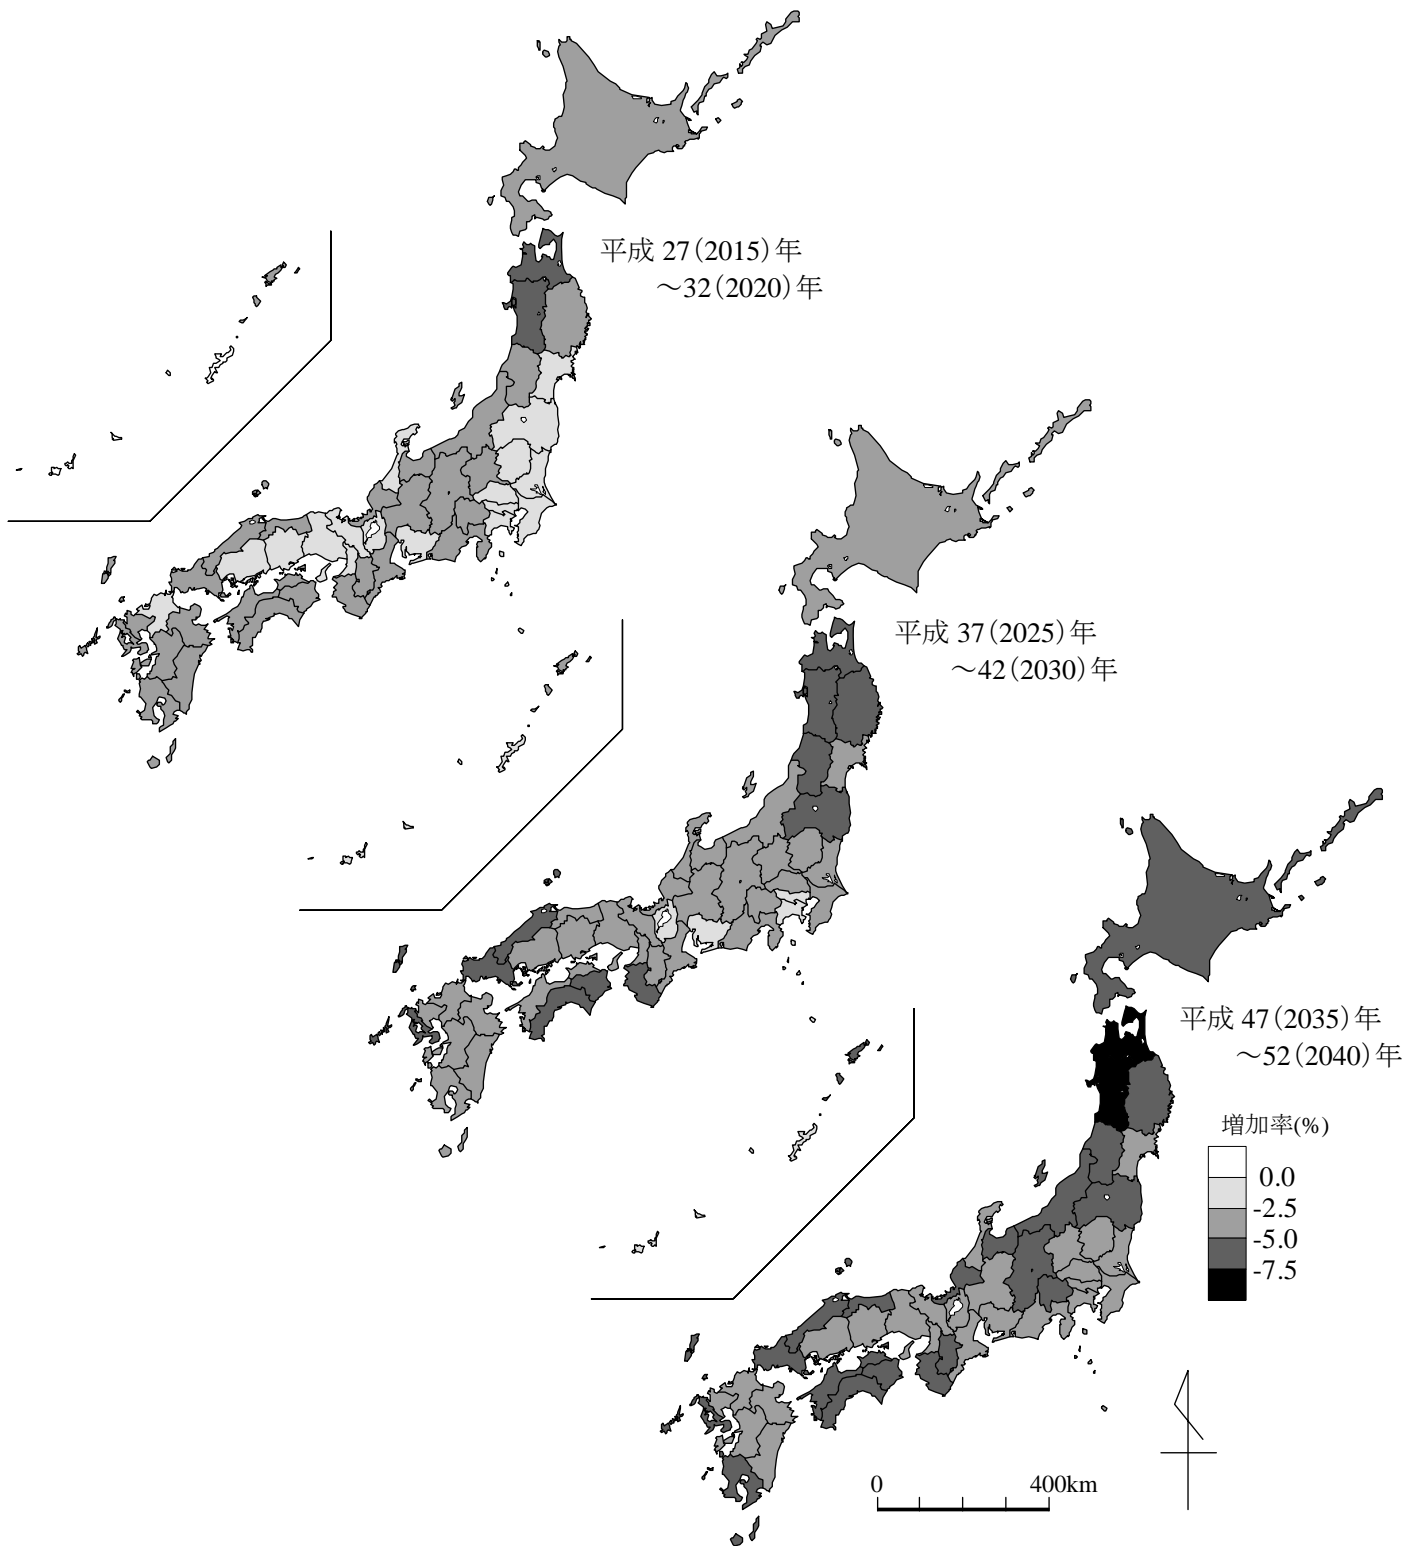 平成 27(2015)年
～32(2020)年
平成 37(2025)年
～42(2030)年
平成 47(2035)年
～52(2040)年
増加率(%)
0.0
-2.5
-5.0
-7.5
0 400km